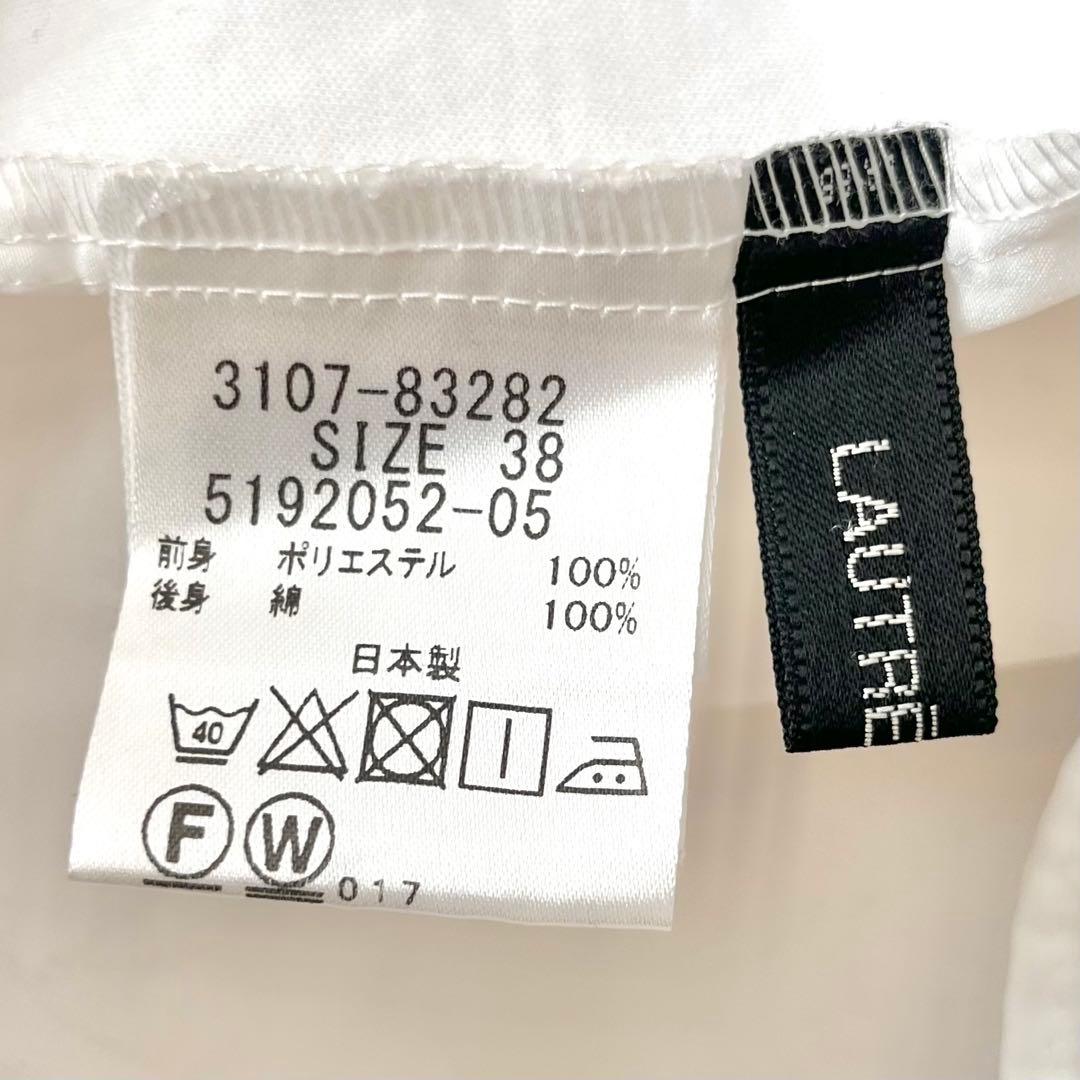 3107-83282
SIZE 38
5192052-05
前身 ポリエステル 100%
後身 綿 100%
日本製
40
F W 017
LAUTRE